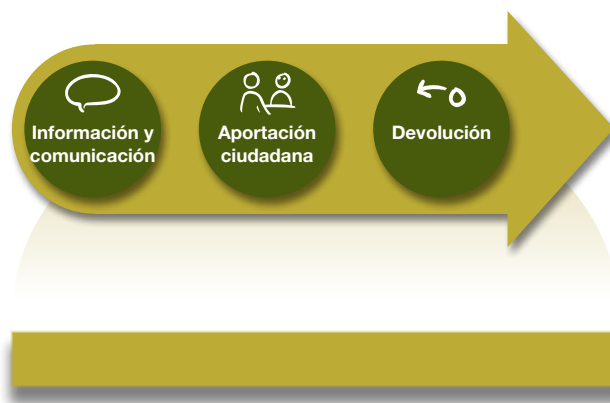 Información y
comunicación
Aportación
ciudadana
Devolución